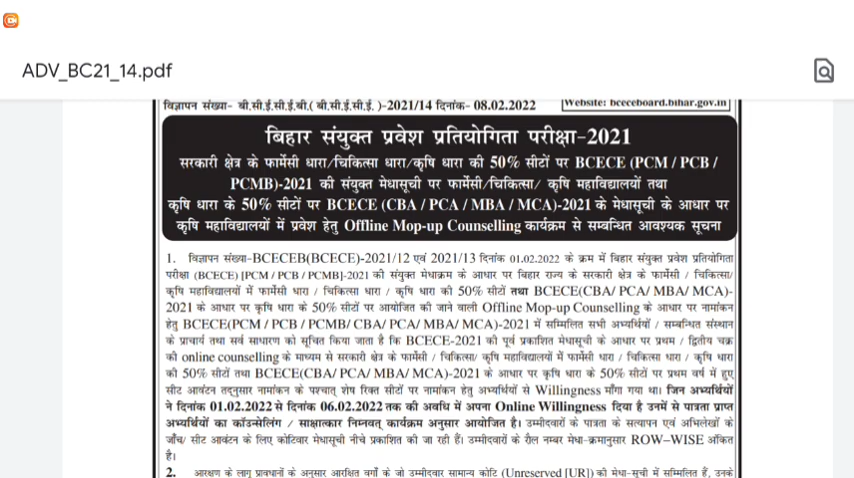 ADV_BC21_14.pdf
विज्ञापन संख्या- बी.सी.ई.सी.ई.बी.( बी.सी.ई.सी.ई. )-2021/14 दिनांक- 08.02.2022 Website: bceceboard.bihar.gov.in
बिहार संयुक्त प्रवेश प्रतियोगिता परीक्षा-2021
सरकारी क्षेत्र के फार्मेसी धारा/चिकित्सा धारा/कृषि धारा की 50% सीटों पर BCECE (PCM / PCB /
PCMB)-2021 की संयुक्त मेधासूची पर फार्मेसी/चिकित्सा/ कृषि महाविद्यालयों तथा
कृषि धारा के 50% सीटों पर BCECE (CBA / PCA / MBA / MCA)-2021 के मेधासूची के आधार पर
कृषि महाविद्यालयों में प्रवेश हेतु Offline Mop-up Counselling कार्यक्रम से सम्बन्धित आवश्यक सूचना
1. विज्ञापन संख्या-BCECEB(BCECE)-2021/12 एवं 2021/13 दिनांक 01.02.2022 के क्रम में बिहार संयुक्त प्रवेश प्रतियोगिता
परीक्षा (BCECE) [PCM / PCB / PCMB]-2021 की संयुक्त मेधाक्रम के आधार पर बिहार राज्य के सरकारी क्षेत्र के फार्मेसी / चिकित्सा/
कृषि महाविद्यालयों में फार्मेसी धारा / चिकित्सा धारा / कृषि धारा की 50% सीटों तथा BCECE(CBA/ PCA/ MBA/ MCA)-
2021 के आधार पर कृषि धारा के 50% सीटों पर आयोजित की जाने वाली Offline Mop-up Counselling के आधार पर नामांकन
हेतु BCECE(PCM / PCB / PCMB/ CBA/ PCA/ MBA/ MCA)-2021 में सम्मिलित सभी अभ्यर्थियों / सम्बन्धित संस्थान
के प्राचार्य तथा सर्व साधारण को सूचित किया जाता है कि BCECE-2021 की पूर्व प्रकाशित मेधासूची के आधार पर प्रथम / द्वितीय चक्र
की online counselling के माध्यम से सरकारी क्षेत्र के फार्मेसी / चिकित्सा/ कृषि महाविद्यालयों में फार्मेसी धारा / चिकित्सा धारा / कृषि धारा
की 50% सीटों तथा BCECE(CBA/ PCA/ MBA/ MCA)-2021 के आधार पर कृषि धारा के 50% सीटों पर प्रथम वर्ष में हुए
सीट आवंटन तद्नुसार नामांकन के पश्चात् शेष रिक्त सीटों पर नामांकन हेतु अभ्यर्थियों से Willingness माँगा गया था। जिन अभ्यर्थियों
ने दिनांक 01.02.2022 से दिनांक 06.02.2022 तक की अवधि में अपना Online Willingness दिया है उनमें से पात्रता प्राप्त
अभ्यर्थियों का काउंसेलिंग / साक्षात्कार निम्नवत् कार्यक्रम अनुसार आयोजित है। उम्मीदवारों के पात्रता के सत्यापन एवं अभिलेखों के
जाँच/ सीट आवंटन के लिए कोटिवार मेधासूची नीचे प्रकाशित की जा रही हैं। उम्मीदवारों के रौल नम्बर मेधा-क्रमानुसार ROW-WISE अंकित
है।
2. आरक्षण के लागू प्रावधानों के अनुसार आरक्षित वर्गों के जो उम्मीदवार सामान्य कोटि (Unreserved [UR]) की मेधा-सूची में सम्मिलित हैं, उनके